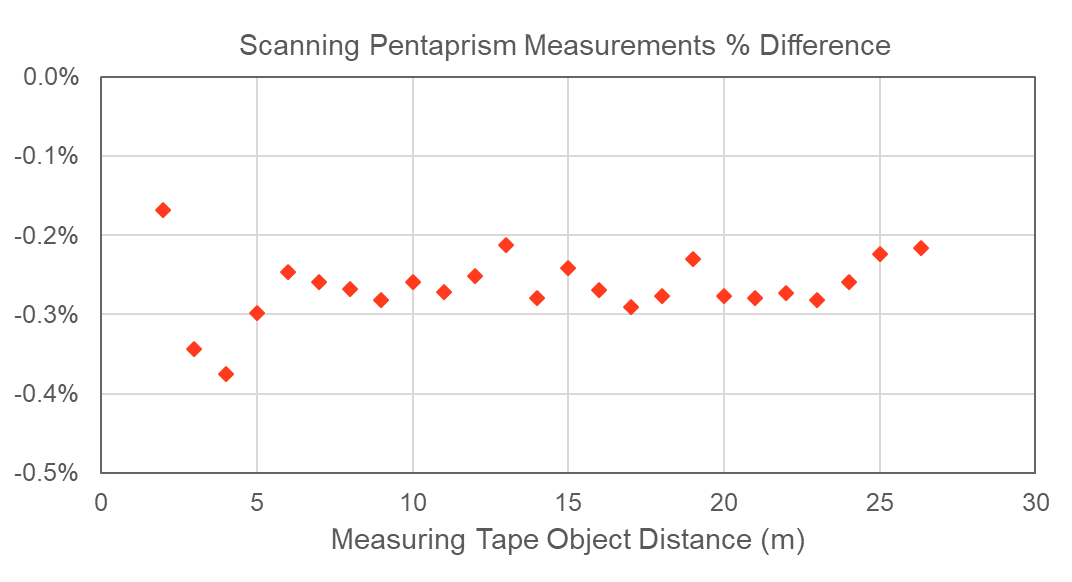 Scanning Pentaprism Measurements % Difference
0.0%
-0.1%
-0.2%
-0.3%
-0.4%
-0.5%
0 5 10 15 20 25 30
Measuring Tape Object Distance (m)